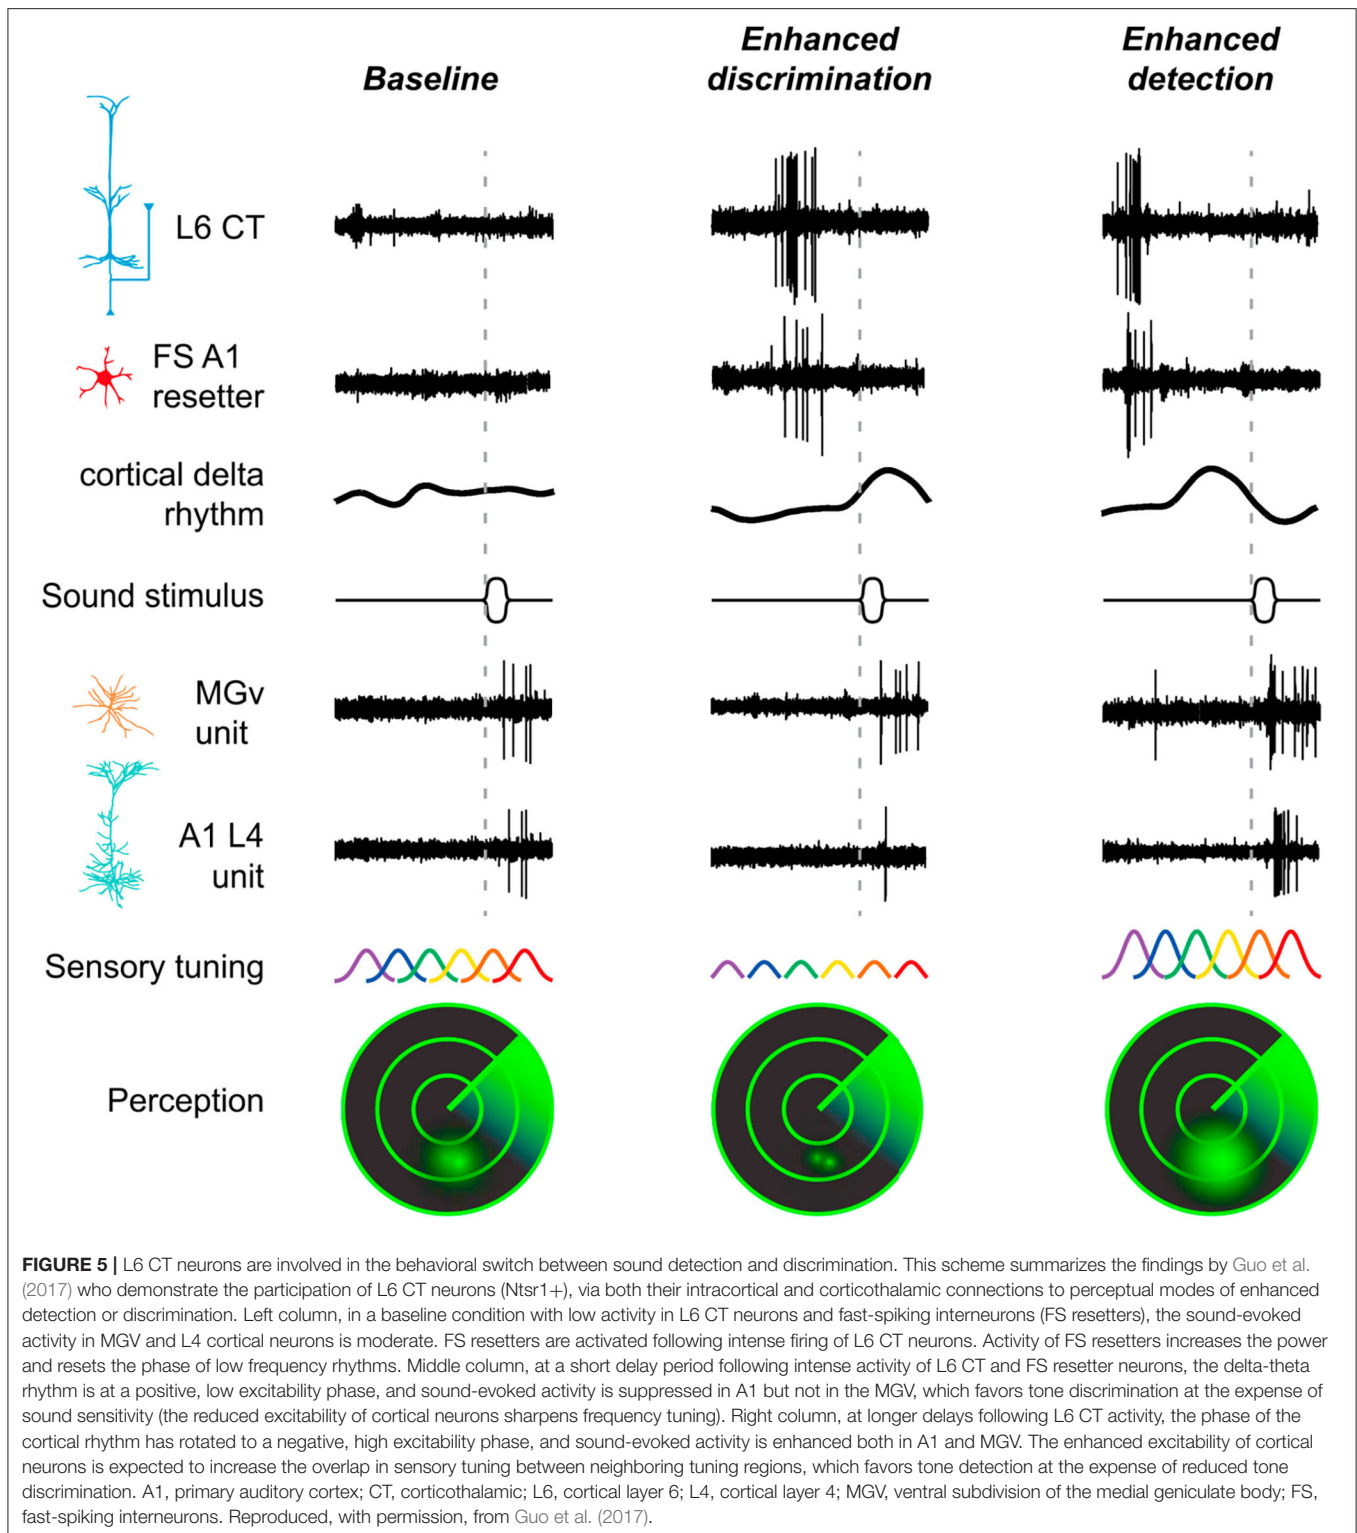 Baseline
Enhanced
discrimination
Enhanced
detection
L6 CT
FS A1
resetter
cortical delta
rhythm
Sound stimulus
MGv
unit
A1 L4
unit
Sensory tuning
Perception
FIGURE 5 | L6 CT neurons are involved in the behavioral switch between sound detection and discrimination. This scheme summarizes the findings by Guo et al.
(2017) who demonstrate the participation of L6 CT neurons (Ntsr1+), via both their intracortical and corticothalamic connections to perceptual modes of enhanced
detection or discrimination. Left column, in a baseline condition with low activity in L6 CT neurons and fast-spiking interneurons (FS resetters), the sound-evoked
activity in MGV and L4 cortical neurons is moderate. FS resetters are activated following intense firing of L6 CT neurons. Activity of FS resetters increases the power
and resets the phase of low frequency rhythms. Middle column, at a short delay period following intense activity of L6 CT and FS resetter neurons, the delta-theta
rhythm is at a positive, low excitability phase, and sound-evoked activity is suppressed in A1 but not in the MGV, which favors tone discrimination at the expense of
sound sensitivity (the reduced excitability of cortical neurons sharpens frequency tuning). Right column, at longer delays following L6 CT activity, the phase of the
cortical rhythm has rotated to a negative, high excitability phase, and sound-evoked activity is enhanced both in A1 and MGV. The enhanced excitability of cortical
neurons is expected to increase the overlap in sensory tuning between neighboring tuning regions, which favors tone detection at the expense of reduced tone
discrimination. A1, primary auditory cortex; CT, corticothalamic; L6, cortical layer 6; L4, cortical layer 4; MGV, ventral subdivision of the medial geniculate body; FS,
fast-spiking interneurons. Reproduced, with permission, from Guo et al. (2017).